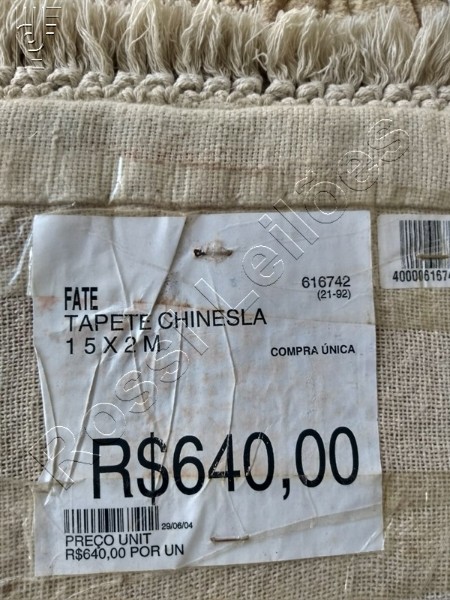 616742
(21-92)
FATE
TAPETE CHINESLA
1 5 X 2 M
COMPRA ÚNICA
R$640,00
29/06/04
PREÇO UNIT
R$640,00 POR UN
4000061674
Rossi Leilões